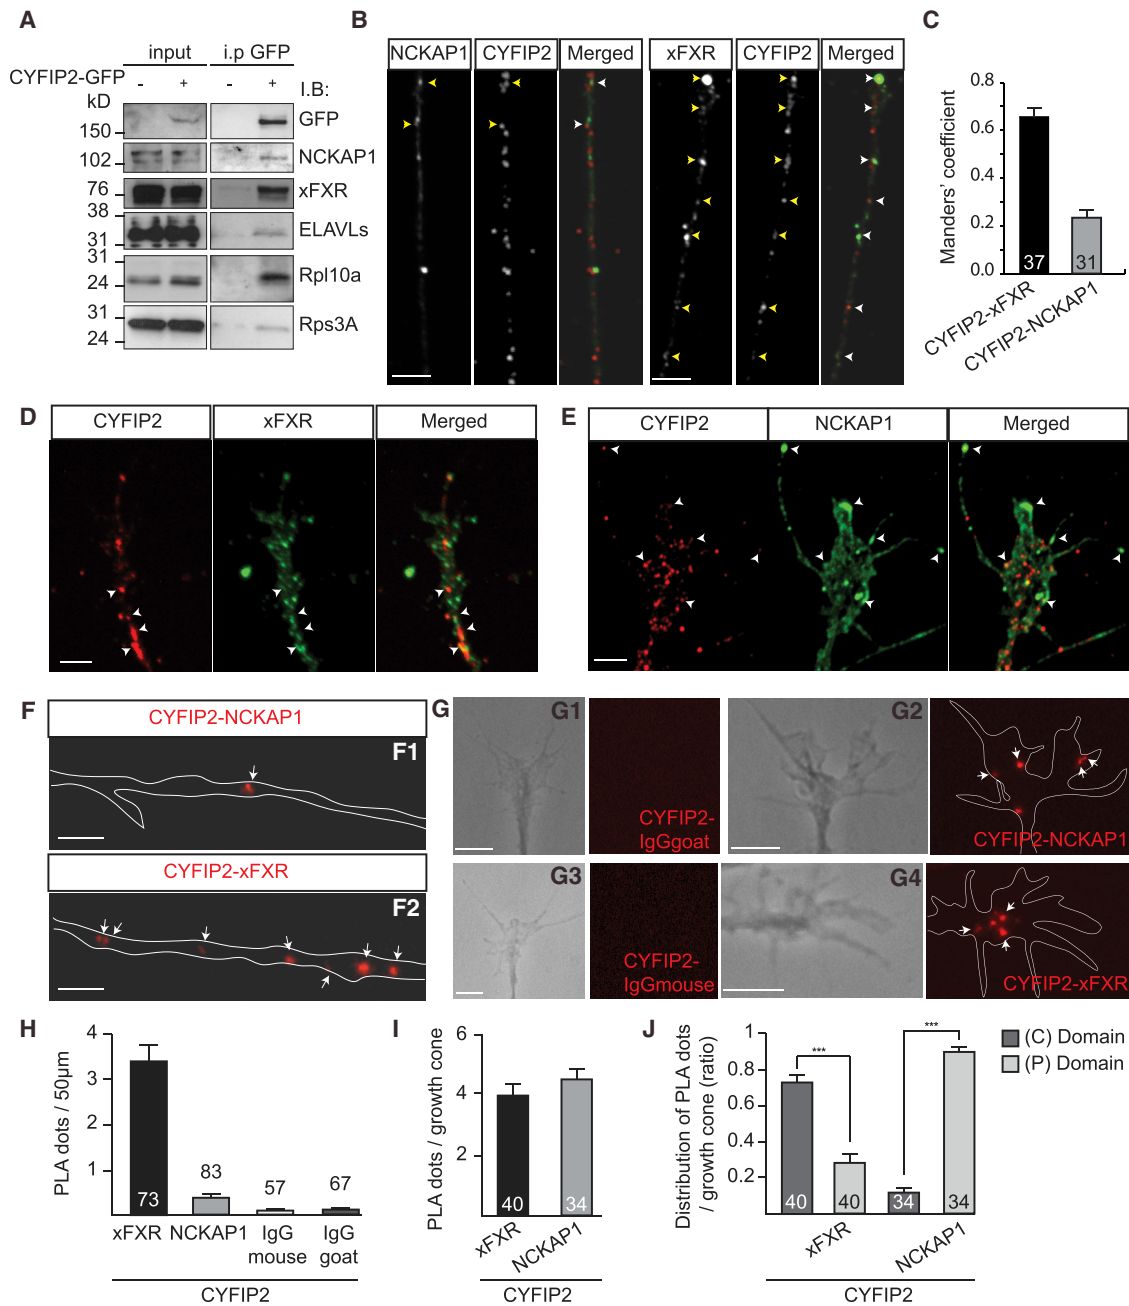 A
input
i.p GFP
CYFIP2-GFP
-
+
-
+
I.B:
kD
150
GFP
102
NCKAP1
76
xFXR
38
31
ELAVLs
31
24
Rpl10a
31
24
Rps3A
B
NCKAP1
CYFIP2
Merged
xFXR
CYFIP2
Merged
C
Manders' coefficient
0.8
0.6
0.4
0.2
0.0
37
31
CYFIP2-xFXR
CYFIP2-NCKAP1
D
CYFIP2
xFXR
Merged
E
CYFIP2
NCKAP1
Merged
F
CYFIP2-NCKAP1
F1
CYFIP2-xFXR
F2
G
G1
CYFIP2-
IgGgoat
G2
CYFIP2-NCKAP1
G3
CYFIP2-
IgGmouse
G4
CYFIP2-xFXR
H
PLA dots / 50µm
4
3
2
1
73
83
57
67
xFXR
NCKAP1
IgG
mouse
IgG
goat
CYFIP2
I
PLA dots / growth cone
6
4
2
40
34
xFXR
NCKAP1
CYFIP2
J
Distribution of PLA dots
/ growth cone (ratio)
1
0.8
0.6
0.4
0.2
***
***
40
40
34
34
xFXR
NCKAP1
CYFIP2
(C) Domain
(P) Domain